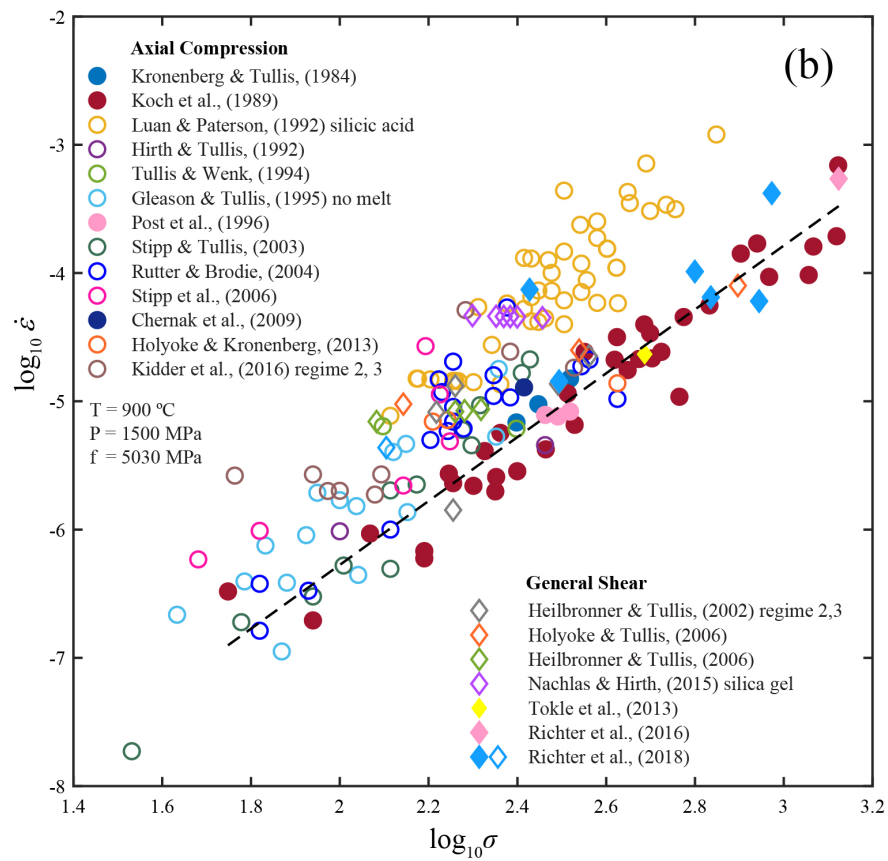 (b)
Axial Compression
Kronenberg & Tullis, (1984)
Koch et al., (1989)
Luan & Paterson, (1992) silicic acid
Hirth & Tullis, (1992)
Tullis & Wenk, (1994)
Gleason & Tullis, (1995) no melt
Post et al., (1996)
Stipp & Tullis, (2003)
Rutter & Brodie, (2004)
Stipp et al., (2006)
Chernak et al., (2009)
Holyoke & Kronenberg, (2013)
Kidder et al., (2016) regime 2, 3
T = 900 ºC
P = 1500 MPa
f = 5030 MPa
General Shear
Heilbronner & Tullis, (2002) regime 2,3
Holyoke & Tullis, (2006)
Heilbronner & Tullis, (2006)
Nachlas & Hirth, (2015) silica gel
Tokle et al., (2013)
Richter et al., (2016)
Richter et al., (2018)
-2
-3
-4
-5
-6
-7
-8
log₁₀ ε̇
1.4 1.6 1.8 2 2.2 2.4 2.6 2.8 3 3.2
log₁₀σ